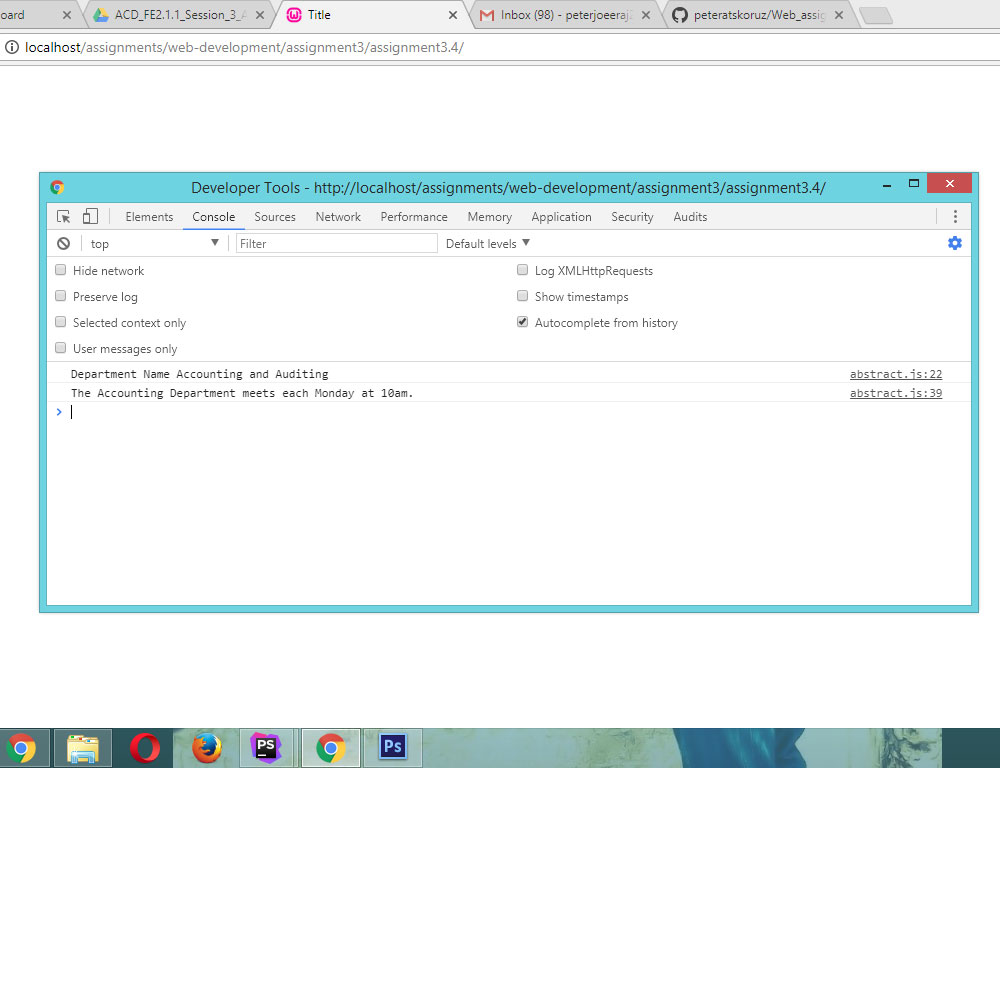 oard
ACD_FE2.1.1_Session_3_A
Title
Inbox (98) - peterjoeeraj2
peteratskoruz/Web_assig
localhost/assignments/web-development/assignment3/assignment3.4/
Developer Tools - http://localhost/assignments/web-development/assignment3/assignment3.4/
Elements Console Sources Network Performance Memory Application Security Audits
top Filter Default levels
Hide network Log XMLHttpRequests
Preserve log Show timestamps
Selected context only Autocomplete from history
User messages only
Department Name Accounting and Auditing abstract.js:22
The Accounting Department meets each Monday at 10am. abstract.js:39
PS Ps